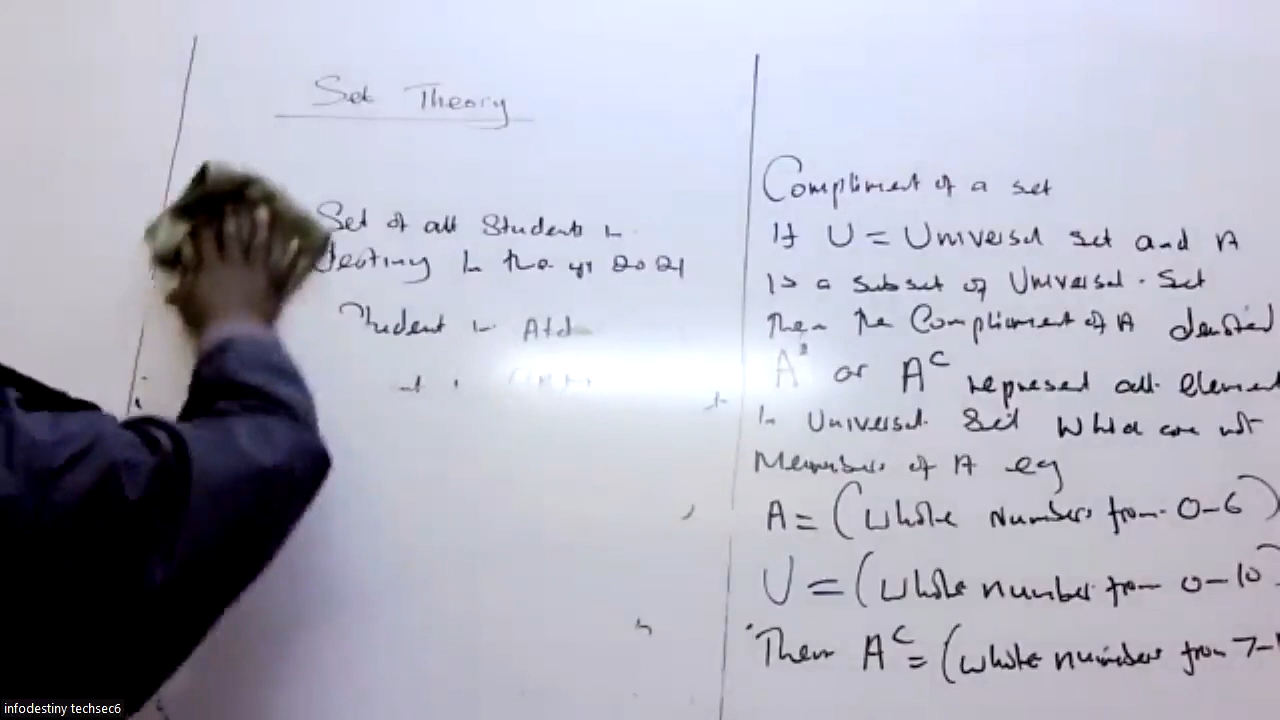 Set Theory
Set of all Students in
destiny in the yr 2021
Student in
Compliment of a set
If U = Universal set and A
is a subset of Universal set
Then the Compliment of A denoted
A' or A^c represent all element
in Universal Set which are not
Members of A eg
A = (whole numbers from 0-6)
U = (whole number from 0-10)
Then A^c = (whole numbers from 7-1
infodestiny techsec6